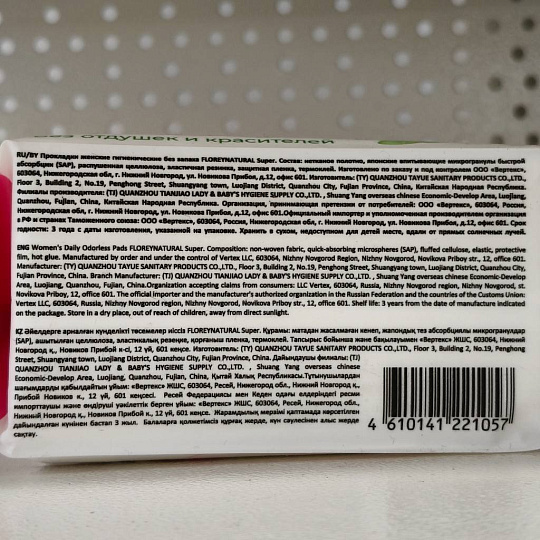 без отдушек и красителей
RU/BY Прокладки женские гигиенические без запаха FLOREYNATURAL Super. Состав: нетканое полотно, японские впитывающие микрогранулы быстрой
абсорбции (SAP), распушенная целлюлоза, эластичная резинка, защитная пленка, термоклей. Изготовлено по заказу и под контролем ООО «Вертекс»,
603064, Нижегородская обл, г. Нижний Новгород, ул. Новикова Прибоя, д.12, офис 601. Изготовитель: (TY) QUANZHOU TAYUE SANITARY PRODUCTS CO.,LTD.,
Floor 3, Building 2, No.19, Penghong Street, Shuangyang town, Luojiang District, Quanzhou City, Fujian Province, China, Китайская Народная Республика.
Филиалы производителя: (TJ) QUANZHOU TIANJIAO LADY & BABY'S HYGIENE SUPPLY CO.,LTD. , Shuang Yang overseas chinese Economic-Develop Area, Luojiang,
Quanzhou, Fujian, China, Китайская Народная Республика. Организация, принимающая претензии от потребителей: ООО «Вертекс», 603064, Россия,
Нижегородская обл, г. Нижний Новгород, ул. Новикова Прибоя, д.12, офис 601.Официальный импортер и уполномоченная производителем организация
в РФ и странах Таможенного союза: ООО «Вертекс», 603064, Россия, Нижегородская обл, г. Нижний Новгород, ул. Новикова Прибоя, д.12, офис 601. Срок
годности: 3 года с даты изготовления, указанной на упаковке. Хранить в сухом, недоступном для детей месте, вдали от прямых солнечных лучей.
ENG Women's Daily Odorless Pads FLOREYNATURAL Super. Composition: non-woven fabric, quick-absorbing microspheres (SAP), fluffed cellulose, elastic, protective
film, hot glue. Manufactured by order and under the control of Vertex LLC, 603064, Nizhny Novgorod Region, Nizhny Novgorod, Novikova Priboy str., 12, office 601.
Manufacturer: (TY) QUANZHOU TAYUE SANITARY PRODUCTS CO.,LTD., Floor 3, Building 2, No.19, Penghong Street, Shuangyang town, Luojiang District, Quanzhou City,
Fujian Province, China. Branch Manufacturer: (TJ) QUANZHOU TIANJIAO LADY & BABY'S HYGIENE SUPPLY CO.,LTD. , Shuang Yang overseas chinese Economic-Develop
Area, Luojiang, Quanzhou, Fujian, China.Organization accepting claims from consumers: LLC Vertex, 603064, Russia, Nizhny Novgorod region, Nizhny Novgorod, st.
Novikova Priboy, 12, office 601. The official importer and the manufacturer's authorized organization in the Russian Federation and the countries of the Customs Union:
Vertex LLC, 603064, Russia, Nizhny Novgorod region, Nizhny Novgorod, Novikova Priboy str., 12, office 601. Shelf life: 3 years from the date of manufacture indicated
on the package. Store in a dry place, out of reach of children, away from direct sunlight.
KZ Әйелдерге арналған күнделікті төсемелер иіссіз FLOREYNATURAL Super. Құрамы: матадан жасалмаған кенеп, жапондық тез абсорбциялы микрогранулдар
(SAP), ашытылған целлюлоза, эластикалық резеңке, қорғаныш пленка, термоклей, Тапсырыс бойынша және бақылауымен «Вертекс» ЖШС, 603064, Нижний
Новгород қ., Новиков Прибой к-сі, 12 үй, 601 кеңсе. Изготовитель: (TY) QUANZHOU TAYUE SANITARY PRODUCTS CO.,LTD., Floor 3, Building 2, No.19, Penghong
Street, Shuangyang town, Luojiang District, Quanzhou City, Fujian Province, China. Дайындаушы филиалы: (TJ)
QUANZHOU TIANJIAO LADY & BABY'S HYGIENE SUPPLY CO.,LTD. , Shuang Yang overseas chinese
Economic-Develop Area, Luojiang, Quanzhou, Fujian, China, Қытай Халық Республикасы.Тұтынушылардан
шағымдарды қабылдайтын ұйым: «Вертекс» ЖШС, 603064, Ресей, Нижегород обл., Нижний Новгород қ.,
Прибой Новиков к., 12 үй, 601 кеңсесі. Ресей Федерациясы мен Кеден одағы елдеріндегі ресми
импорттаушы және өндіруші уәкілеттік берген ұйым: «Вертекс» ЖШС, 603064, Ресей, Нижегород обл.,
Нижний Новгород қ., Новиков Прибой к., 12 үй, 601 кеңсе. Жарамдылық мерзімі қаптамада көрсетілген
дайындалған күнінен бастап 3 жыл. Балаларға қолжетімсіз құрғақ жерде, күн сәулесінен алыс жерде
сақтау.
4 610141 221057